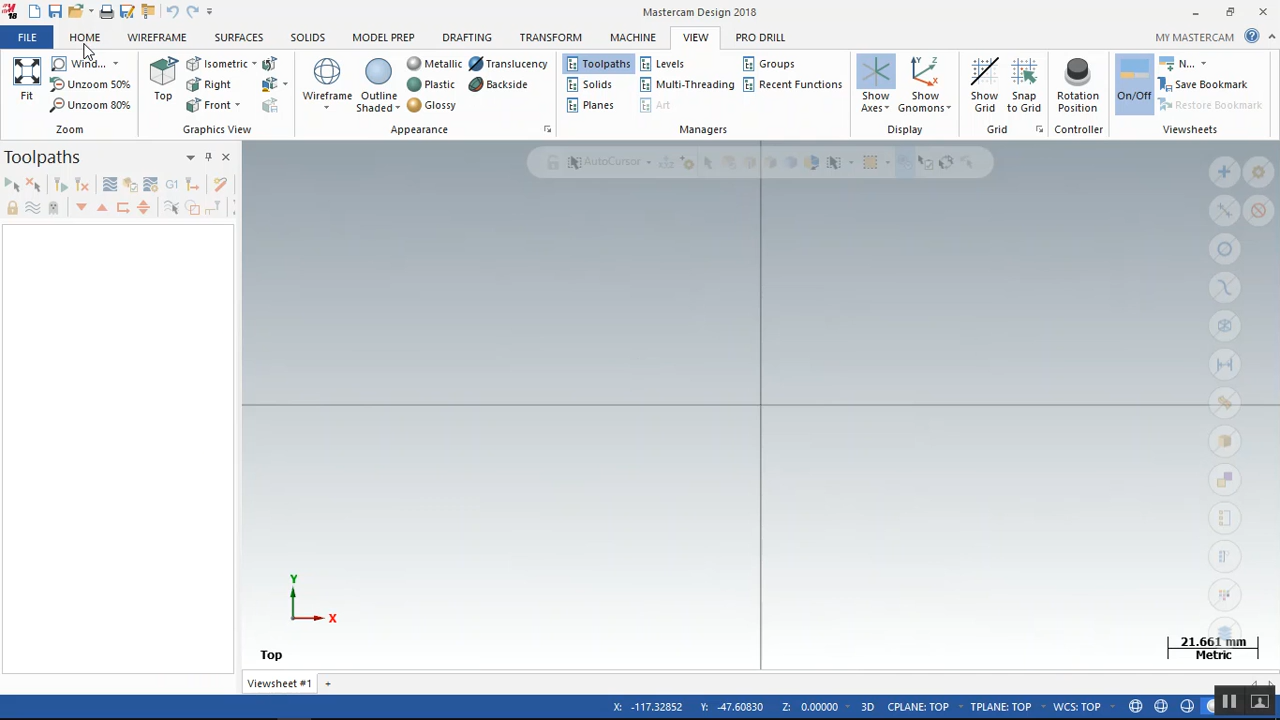 Mastercam Design 2018
FILE HOME WIREFRAME SURFACES SOLIDS MODEL PREP DRAFTING TRANSFORM MACHINE VIEW PRO DRILL MY MASTERCAM
Wind... Isometric Metallic Translucency Toolpaths Levels Groups N...
Unzoom 50% Right Plastic Backside Solids Multi-Threading Recent Functions Save Bookmark
Fit Unzoom 80% Top Front Wireframe Outline Shaded Glossy Planes Art Show Axes Show Gnomons Show Grid Snap to Grid Rotation Position On/Off Restore Bookmark
Zoom Graphics View Appearance Managers Display Grid Controller Viewsheets
Toolpaths
G1
AutoCursor
Y
X
Top
21.661 mm
Metric
Viewsheet #1 +
X: -117.32852 Y: -47.60830 Z: 0.00000 3D CPLANE: TOP TPLANE: TOP WCS: TOP